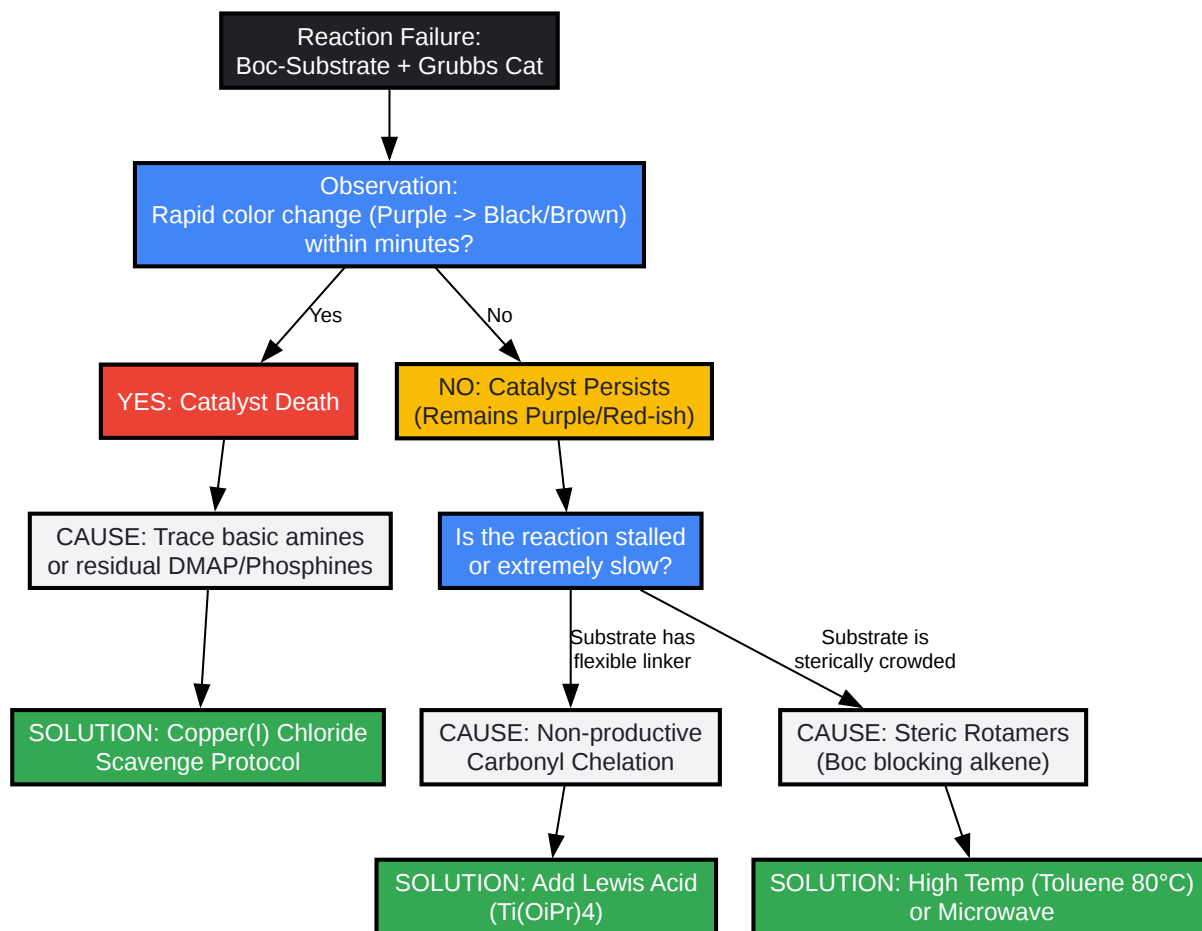 Reaction Failure:
Boc-Substrate + Grubbs Cat
Observation:
Rapid color change (Purple -> Black/Brown)
within minutes?
Yes
No
YES: Catalyst Death
NO: Catalyst Persists
(Remains Purple/Red-ish)
CAUSE: Trace basic amines
or residual DMAP/Phosphines
Is the reaction stalled
or extremely slow?
Substrate has
flexible linker
Substrate is
sterically crowded
SOLUTION: Copper(I) Chloride
Scavenge Protocol
CAUSE: Non-productive
Carbonyl Chelation
CAUSE: Steric Rotamers
(Boc blocking alkene)
SOLUTION: Add Lewis Acid
(Ti(OiPr)4)
SOLUTION: High Temp (Toluene 80°C)
or Microwave